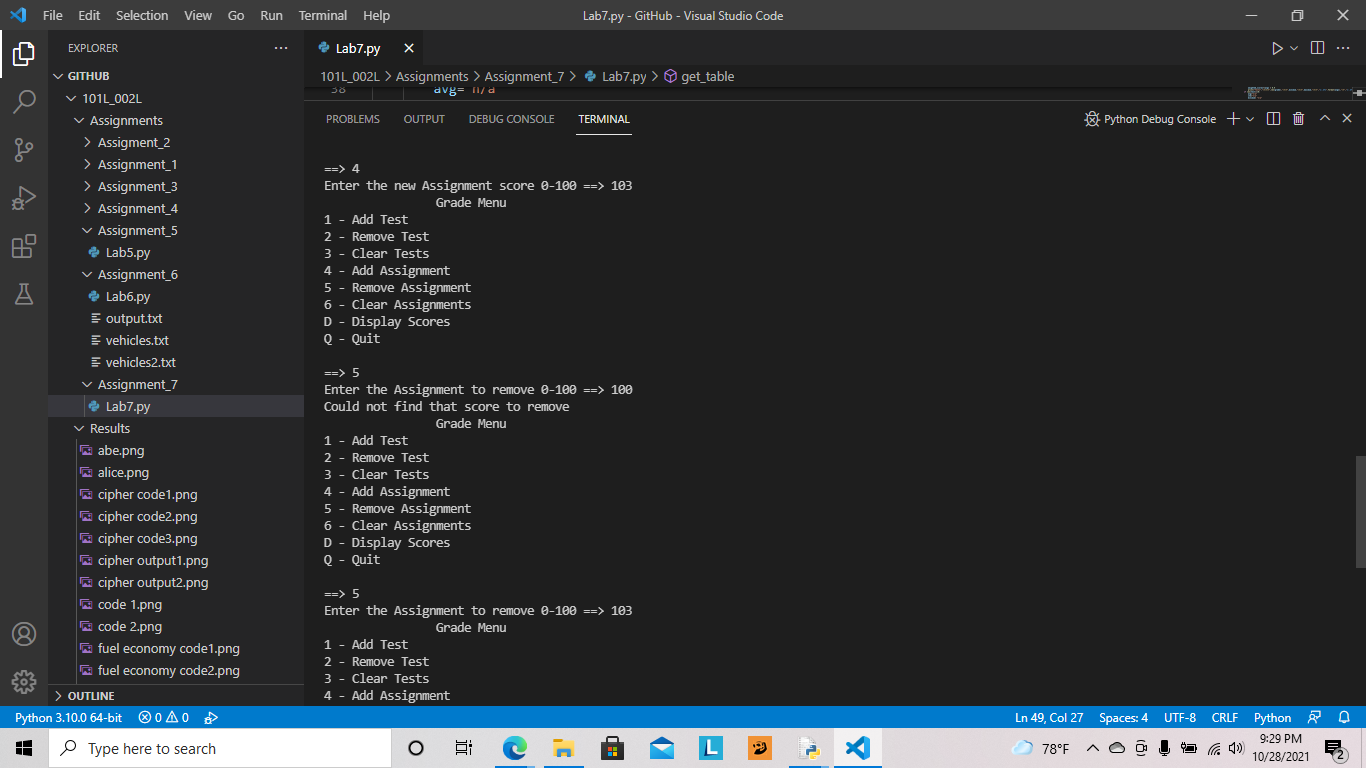 File Edit Selection View Go Run Terminal Help Lab7.py - GitHub - Visual Studio Code
EXPLORER
GITHUB
101L_002L
Assignments
Assigment_2
Assignment_1
Assignment_3
Assignment_4
Assignment_5
Lab5.py
Assignment_6
Lab6.py
output.txt
vehicles.txt
vehicles2.txt
Assignment_7
Lab7.py
Results
abe.png
alice.png
cipher code1.png
cipher code2.png
cipher code3.png
cipher output1.png
cipher output2.png
code 1.png
code 2.png
fuel economy code1.png
fuel economy code2.png
OUTLINE
Lab7.py
101L_002L > Assignments > Assignment_7 > Lab7.py > get_table
38 avg='n/a'
PROBLEMS OUTPUT DEBUG CONSOLE TERMINAL Python Debug Console
==> 4
Enter the new Assignment score 0-100 ==> 103
Grade Menu
1 - Add Test
2 - Remove Test
3 - Clear Tests
4 - Add Assignment
5 - Remove Assignment
6 - Clear Assignments
D - Display Scores
Q - Quit
==> 5
Enter the Assignment to remove 0-100 ==> 100
Could not find that score to remove
Grade Menu
1 - Add Test
2 - Remove Test
3 - Clear Tests
4 - Add Assignment
5 - Remove Assignment
6 - Clear Assignments
D - Display Scores
Q - Quit
==> 5
Enter the Assignment to remove 0-100 ==> 103
Grade Menu
1 - Add Test
2 - Remove Test
3 - Clear Tests
4 - Add Assignment
Python 3.10.0 64-bit 0 0 Ln 49, Col 27 Spaces: 4 UTF-8 CRLF Python
Type here to search
L
78°F
9:29 PM
10/28/2021
2